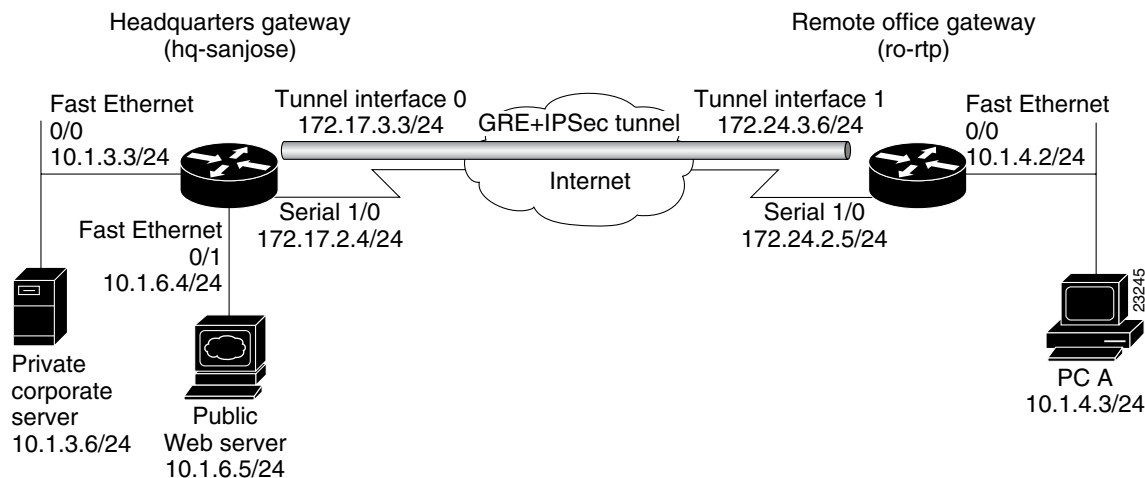 Headquarters gateway
(hq-sanjose)
Remote office gateway
(ro-rtp)
Fast Ethernet
0/0
10.1.3.3/24
Tunnel interface 0
172.17.3.3/24
GRE+IPSec tunnel
Tunnel interface 1
172.24.3.6/24
Fast Ethernet
0/0
10.1.4.2/24
Internet
Serial 1/0
172.17.2.4/24
Serial 1/0
172.24.2.5/24
Fast Ethernet
0/1
10.1.6.4/24
Private
corporate
server
10.1.3.6/24
Public
Web server
10.1.6.5/24
PC A
10.1.4.3/24
23245